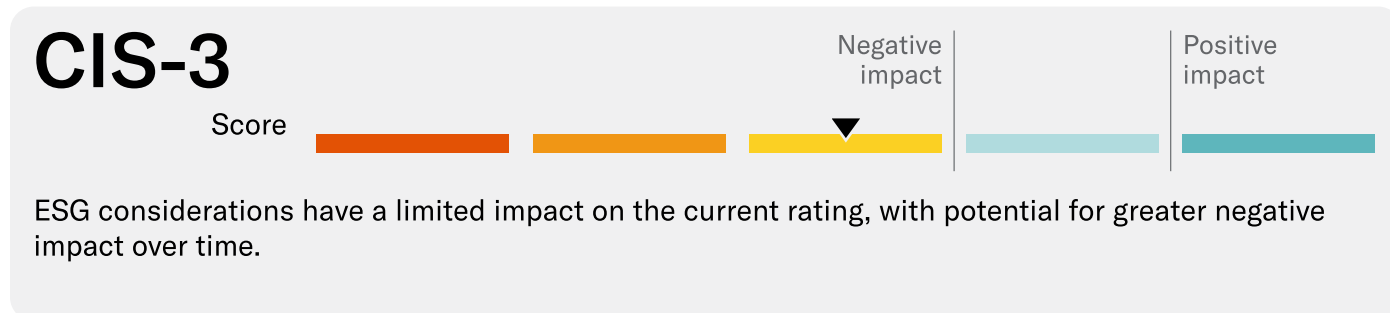 CIS-3
Negative
impact
Positive
impact
Score
ESG considerations have a limited impact on the current rating, with potential for greater negative
impact over time.